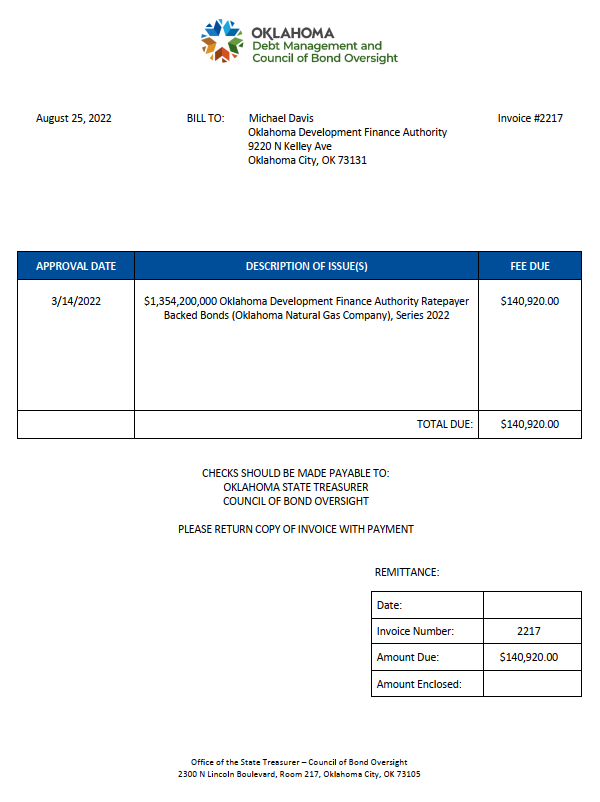 OKLAHOMA
Debt Management and
Council of Bond Oversight
August 25, 2022 BILL TO: Michael Davis Invoice #2217
Oklahoma Development Finance Authority
9220 N Kelley Ave
Oklahoma City, OK 73131
APPROVAL DATE DESCRIPTION OF ISSUE(S) FEE DUE
3/14/2022 $1,354,200,000 Oklahoma Development Finance Authority Ratepayer $140,920.00
Backed Bonds (Oklahoma Natural Gas Company), Series 2022
TOTAL DUE: $140,920.00
CHECKS SHOULD BE MADE PAYABLE TO:
OKLAHOMA STATE TREASURER
COUNCIL OF BOND OVERSIGHT
PLEASE RETURN COPY OF INVOICE WITH PAYMENT
REMITTANCE:
Date:
Invoice Number: 2217
Amount Due: $140,920.00
Amount Enclosed:
Office of the State Treasurer – Council of Bond Oversight
2300 N Lincoln Boulevard, Room 217, Oklahoma City, OK 73105